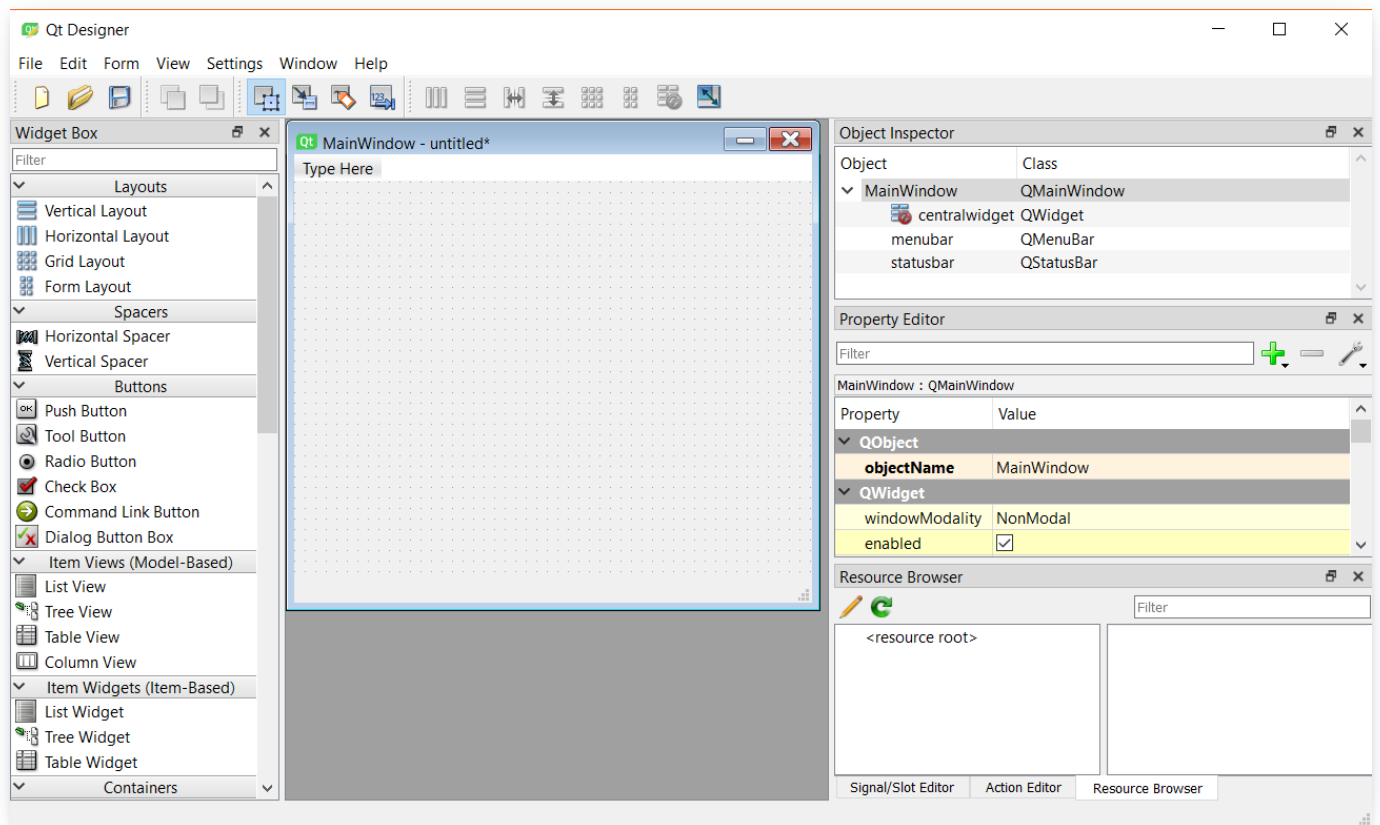 Qt Designer
File Edit Form View Settings Window Help
123
Widget Box
Filter
Layouts
Vertical Layout
Horizontal Layout
Grid Layout
Form Layout
Spacers
Horizontal Spacer
Vertical Spacer
Buttons
OK Push Button
Tool Button
Radio Button
Check Box
Command Link Button
Dialog Button Box
Item Views (Model-Based)
List View
Tree View
Table View
Column View
Item Widgets (Item-Based)
List Widget
Tree Widget
Table Widget
Containers
Qt MainWindow - untitled*
Type Here
Object Inspector
Object Class
MainWindow QMainWindow
centralwidget QWidget
menubar QMenuBar
statusbar QStatusBar
Property Editor
Filter
MainWindow : QMainWindow
Property Value
QObject
objectName MainWindow
QWidget
windowModality NonModal
enabled
Resource Browser
Filter
<resource root>
Signal/Slot Editor Action Editor Resource Browser